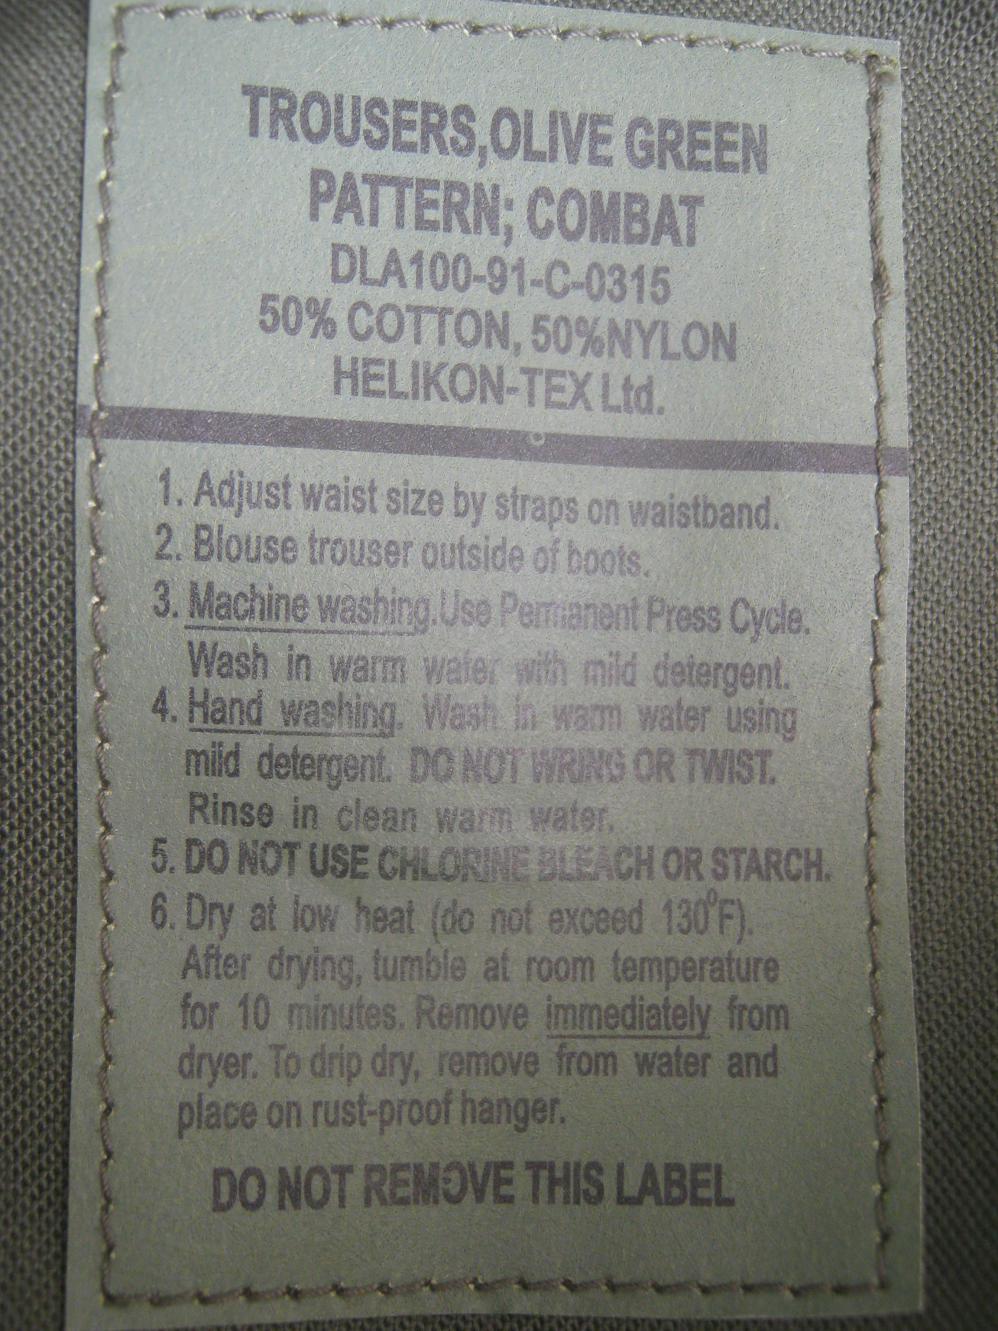 TROUSERS,OLIVE GREEN
PATTERN; COMBAT
DLA100-91-C-0315
50% COTTON, 50%NYLON
HELIKON-TEX Ltd.
1. Adjust waist size by straps on waistband.
2. Blouse trouser outside of boots.
3. Machine washing.Use Permanent Press Cycle.
Wash in warm water with mild detergent.
4. Hand washing. Wash in warm water using
mild detergent. DO NOT WRING OR TWIST.
Rinse in clean warm water.
5. DO NOT USE CHLORINE BLEACH OR STARCH.
6. Dry at low heat (do not exceed 130°F).
After drying, tumble at room temperature
for 10 minutes. Remove immediately from
dryer. To drip dry, remove from water and
place on rust-proof hanger.
DO NOT REMOVE THIS LABEL